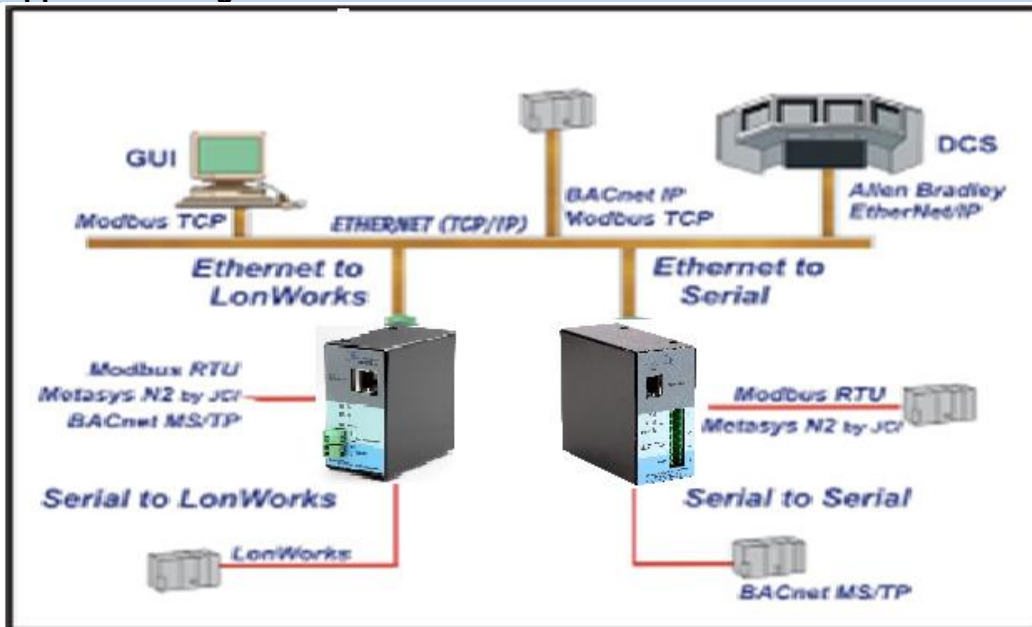 GUI
DCS
Modbus TCP
ETHERNET (TCP/IP)
BACnet IP
Modbus TCP
Allen Bradley
EtherNet/IP
Ethernet to
LonWorks
Ethernet to
Serial
Modbus RTU
Metasys N2 by JCI
BACnet MS/TP
Modbus RTU
Metasys N2 by JCI
Serial to LonWorks
Serial to Serial
LonWorks
BACnet MS/TP